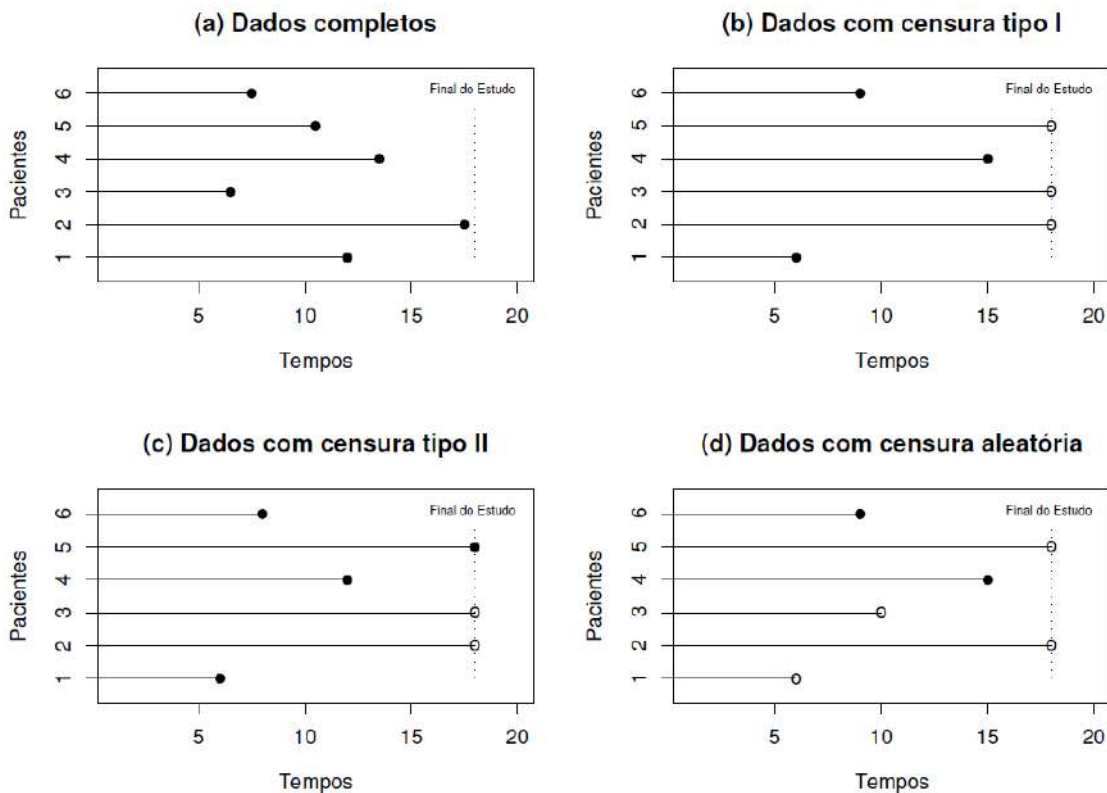 (a) Dados completos
Final do Estudo
Pacientes
6
5
4
3
2
1
5 10 15 20
Tempos
(b) Dados com censura tipo I
Final do Estudo
Pacientes
6
5
4
3
2
1
5 10 15 20
Tempos
(c) Dados com censura tipo II
Final do Estudo
Pacientes
6
5
4
3
2
1
5 10 15 20
Tempos
(d) Dados com censura aleatória
Final do Estudo
Pacientes
6
5
4
3
2
1
5 10 15 20
Tempos